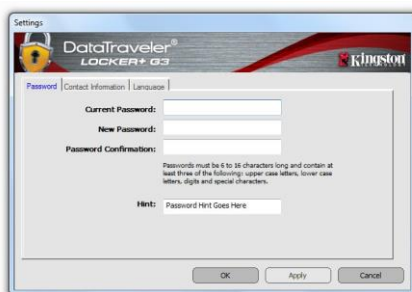 Settings
DataTraveler®
LOCKER+ G3
Kingston
Password Contact Information Language
Current Password:
New Password:
Password Confirmation:
Passwords must be 6 to 16 characters long and contain at
least three of the following: upper case letters, lower case
letters, digits and special characters.
Hint: Password Hint Goes Here
OK Apply Cancel